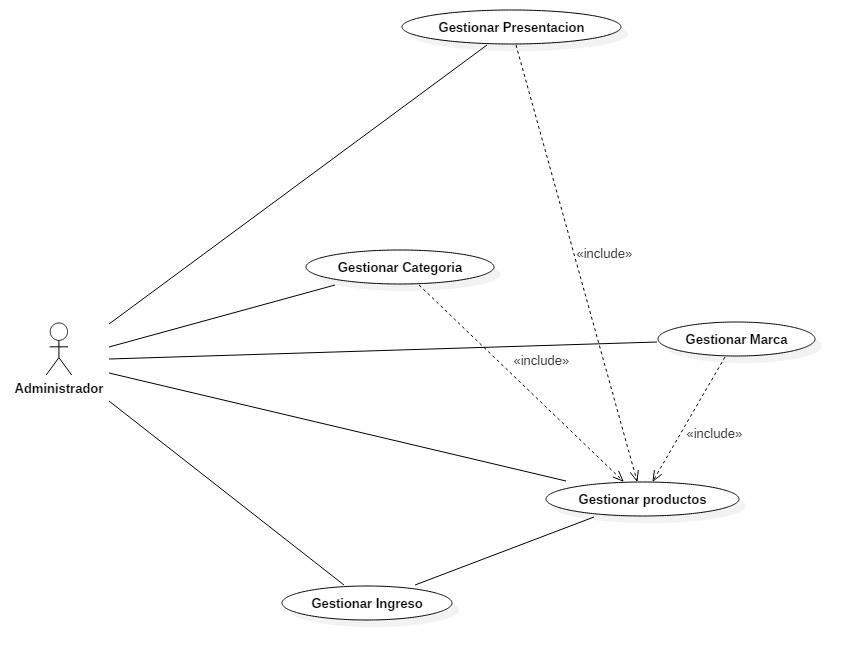 Gestionar Presentacion
«include»
Gestionar Categoria
Gestionar Marca
«include»
Administrador
«include»
Gestionar productos
Gestionar Ingreso